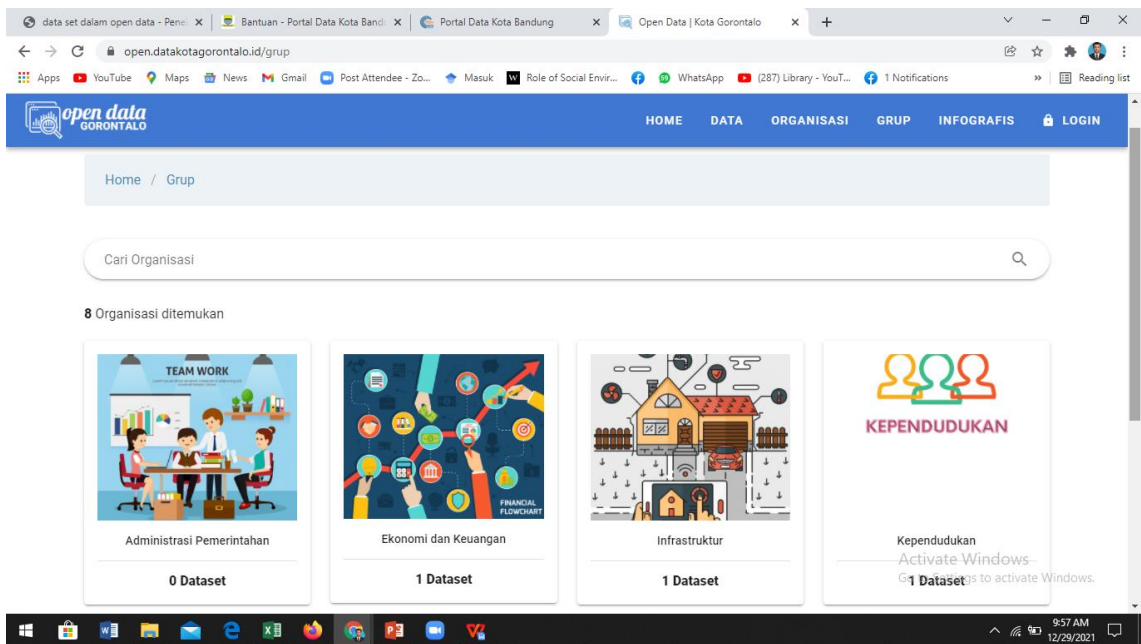 data set dalam open data - Pene
Bantuan - Portal Data Kota Band
Portal Data Kota Bandung
Open Data | Kota Gorontalo
open.datakotagorontalo.id/grup
Apps YouTube Maps News Gmail Post Attendee - Zo... Masuk Role of Social Envir... WhatsApp (287) Library - YouT... 1 Notifications » Reading list
open data
GORONTALO
HOME DATA ORGANISASI GRUP INFOGRAFIS LOGIN
Home / Grup
Cari Organisasi
8 Organisasi ditemukan
TEAM WORK
FINANCIAL
FLOWCHART
KEPENDUDUKAN
Administrasi Pemerintahan
0 Dataset
Ekonomi dan Keuangan
1 Dataset
Infrastruktur
1 Dataset
Kependudukan
1 Dataset
Activate Windows
Go to Settings to activate Windows.
9:57 AM
12/29/2021